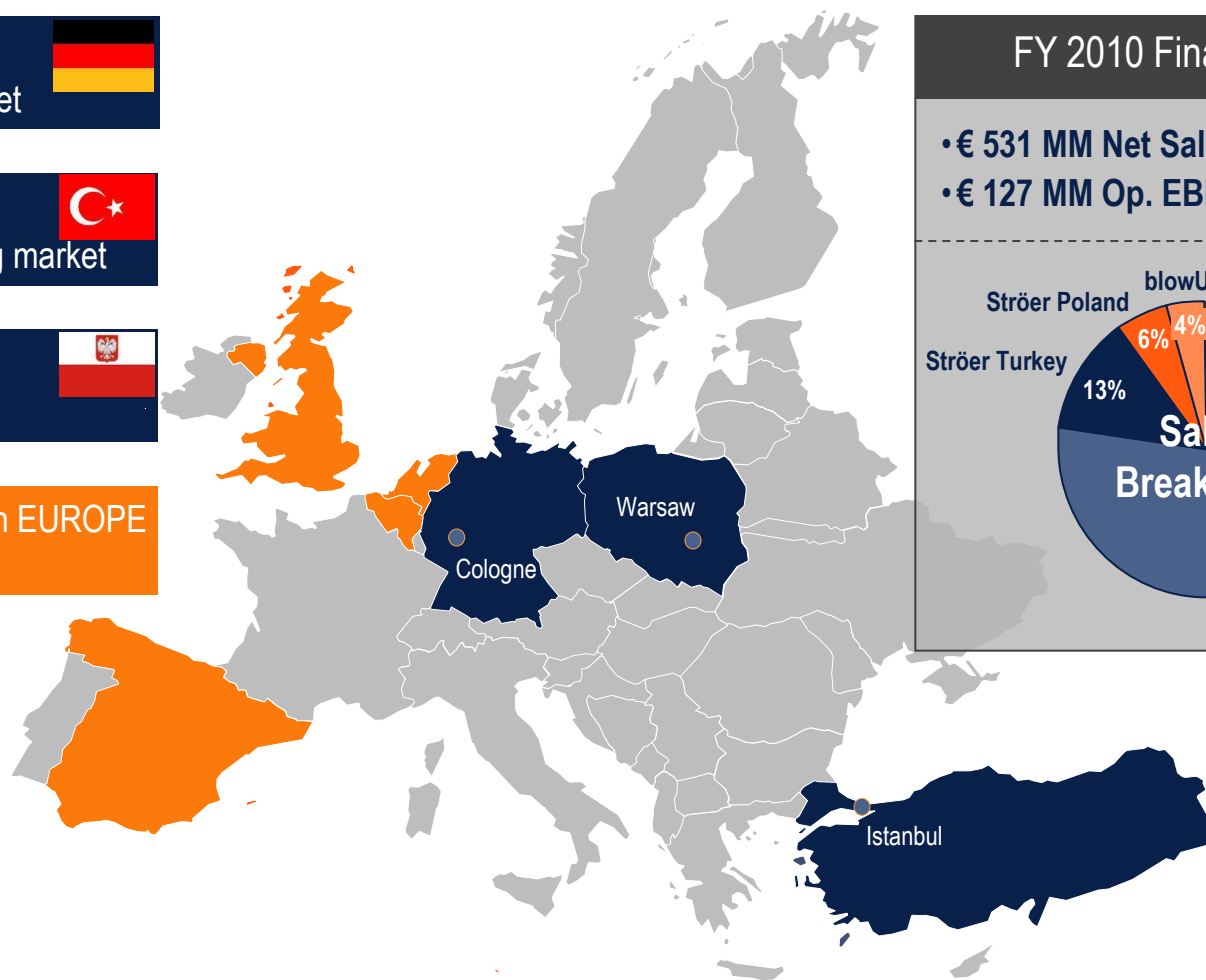 et
g market
n EUROPE
FY 2010 Fina
• € 531 MM Net Sal
• € 127 MM Op. EB
blowU
Ströer Poland
6%
4%
Ströer Turkey
13%
Sal
Break
Warsaw
Cologne
Istanbul